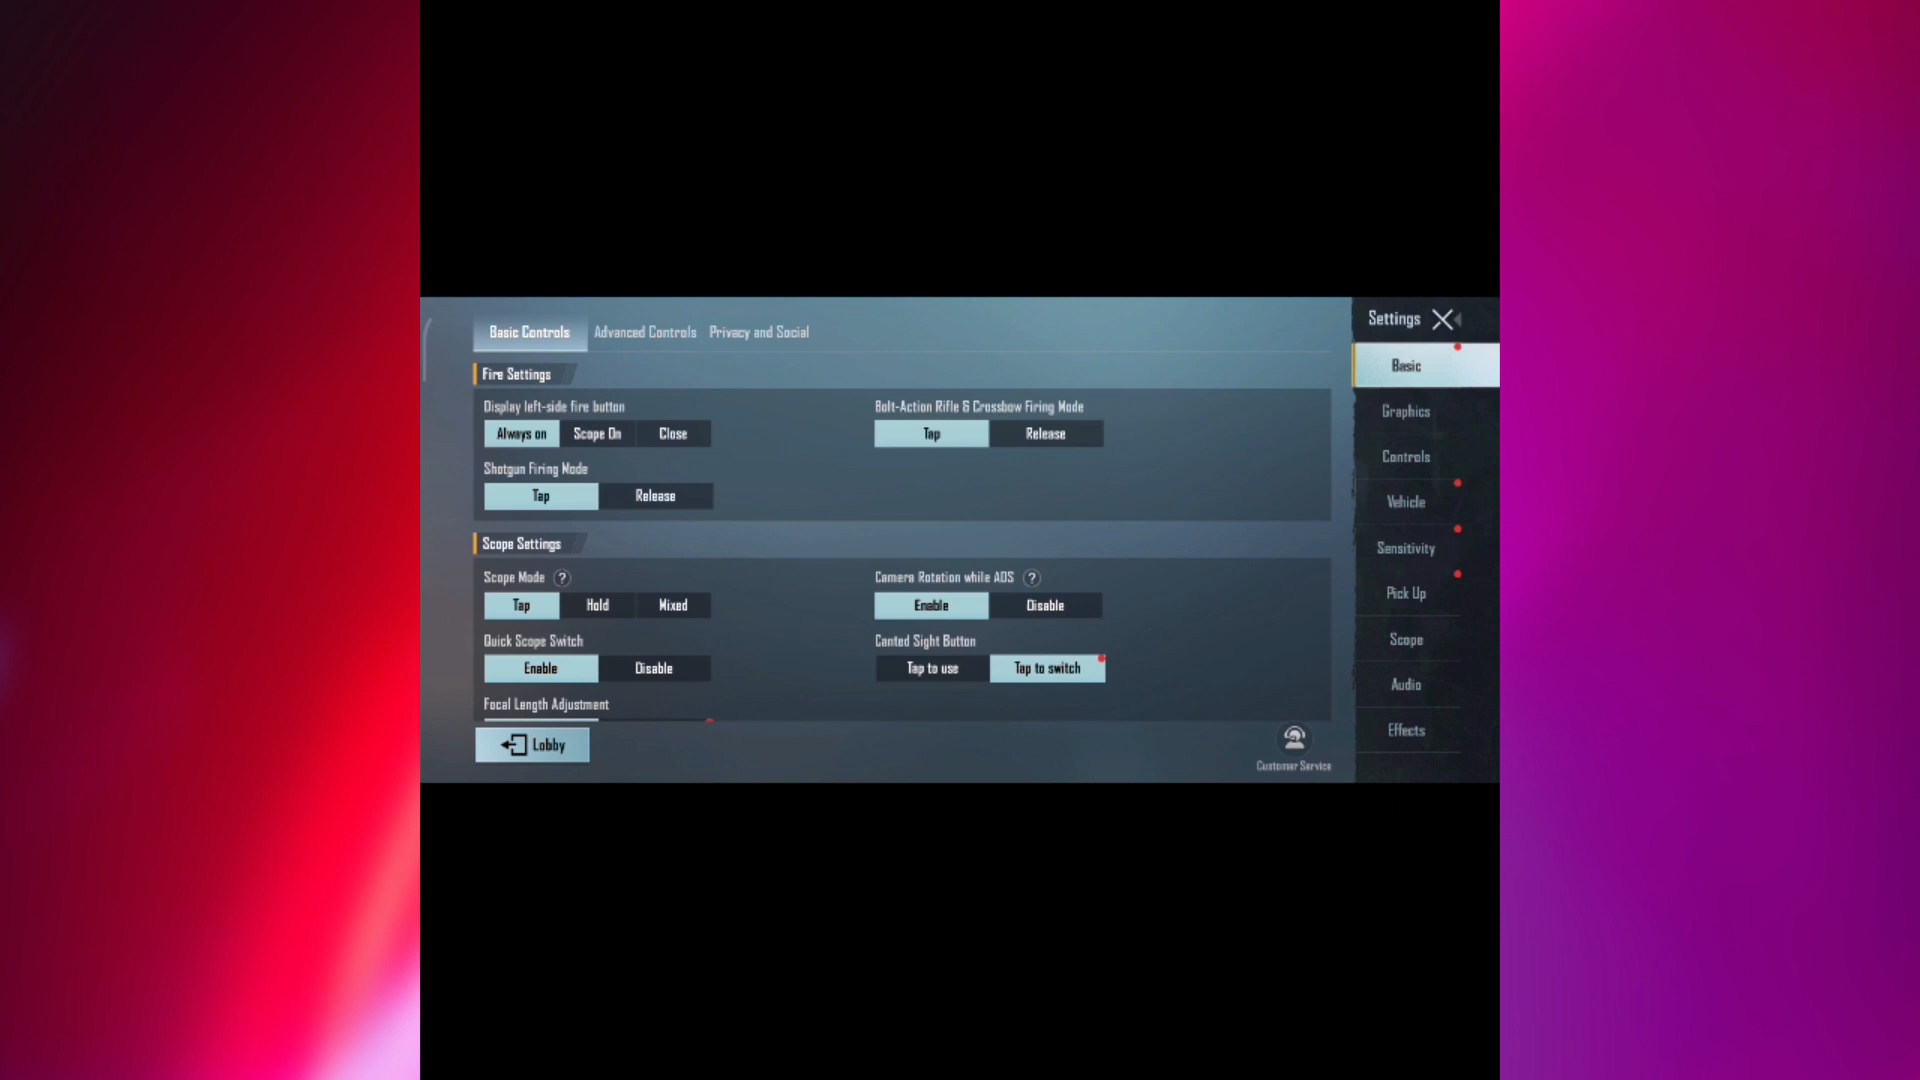 Basic Controls Advanced Controls Privacy and Social
Settings
Fire Settings
Display left-side fire button
Always on Scope On Close
Bolt-Action Rifle & Crossbow Firing Mode
Tap Release
Shotgun Firing Mode
Tap Release
Scope Settings
Scope Mode ?
Tap Hold Mixed
Camera Rotation while ADS ?
Enable Disable
Quick Scope Switch
Enable Disable
Canted Sight Button
Tap to use Tap to switch
Focal Length Adjustment
Lobby
Customer Service
Basic
Graphics
Controls
Vehicle
Sensitivity
Pick Up
Scope
Audio
Effects